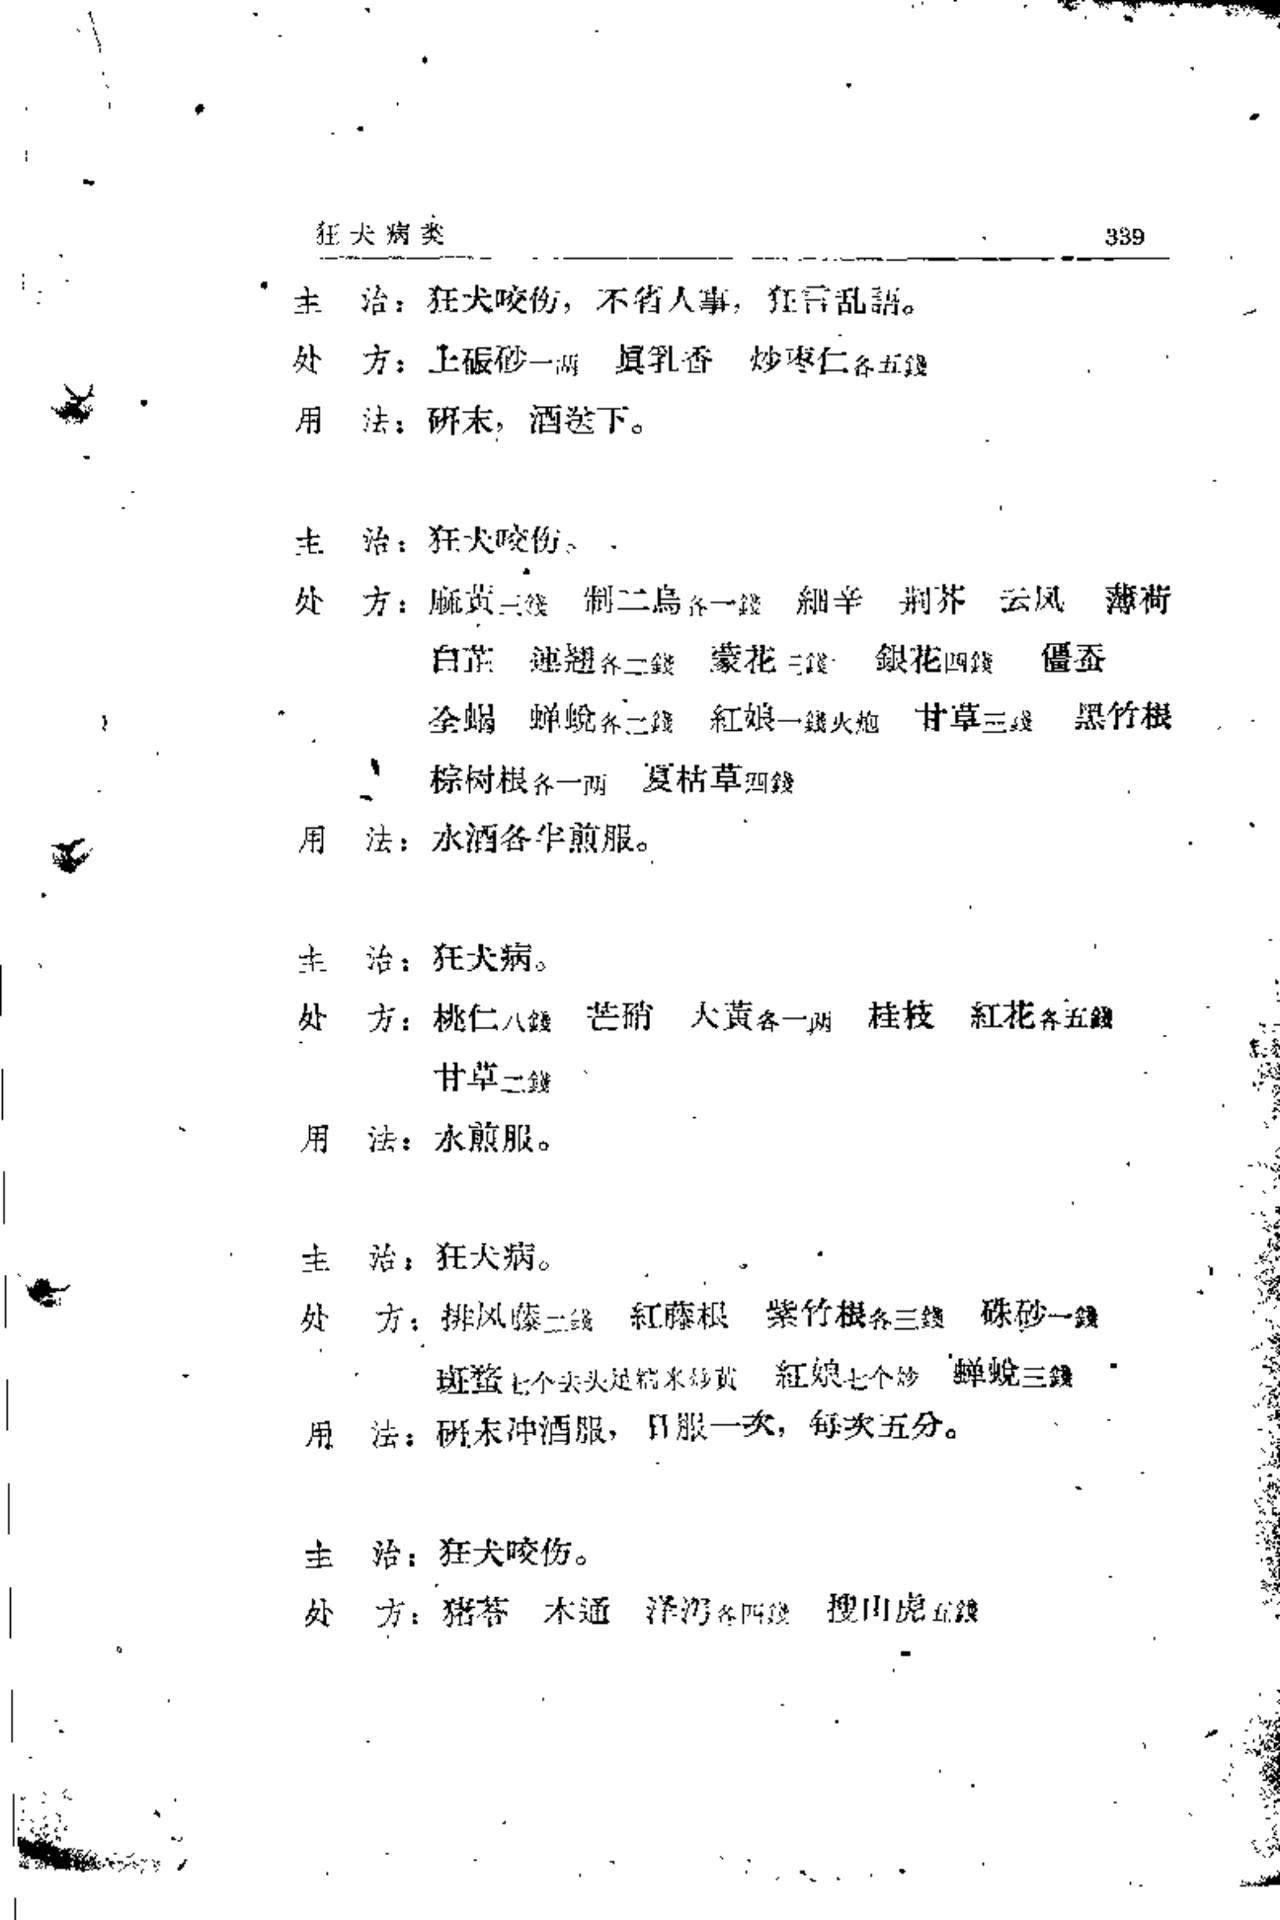 狂犬病类 339
主 治：狂犬咬伤，不省人事，狂言乱語。
处 方：上砂一两 眞乳香 炒枣仁各五錢
用 法：研末，酒送下。
主 治：狂犬咬伤。
处 方：麻黄三錢 制二烏各一錢 細辛 荆芥 云风 薄荷
白芷 連翘各二錢 蒙花三錢 銀花四錢 僵蚕
全蝎 蝉蛻各二錢 紅娘一錢火炮 甘草三錢 黑竹根
棕树根各一两 夏枯草四錢
用 法：水酒各半煎服。
主 治：狂犬病。
处 方：桃仁八錢 芒硝 大黃各一两 桂枝 紅花各五錢
甘草二錢
用 法：水煎服。
主 治：狂犬病。
处 方：排风藤二錢 紅藤根 紫竹根各三錢 硃砂一錢
斑蝥七个去头足糯米炒黄 紅娘七个炒 蝉蛻三錢
用 法：研末冲酒服，日服一次，每次五分。
主 治：狂犬咬伤。
处 方：猪苓 木通 泽泻各四錢 搜山虎五錢